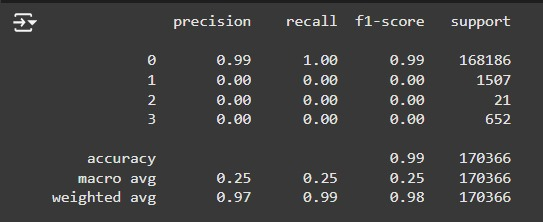 precision recall f1-score support
0 0.99 1.00 0.99 168186
1 0.00 0.00 0.00 1507
2 0.00 0.00 0.00 21
3 0.00 0.00 0.00 652
accuracy 0.99 170366
macro avg 0.25 0.25 0.25 170366
weighted avg 0.97 0.99 0.98 170366